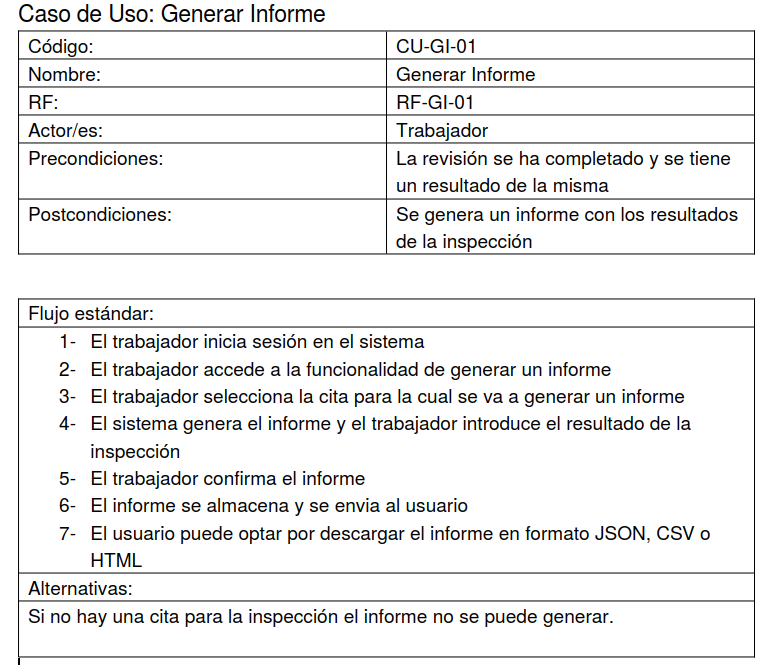 Caso de Uso: Generar Informe
Código: CU-GI-01
Nombre: Generar Informe
RF: RF-GI-01
Actor/es: Trabajador
Precondiciones: La revisión se ha completado y se tiene
un resultado de la misma
Postcondiciones: Se genera un informe con los resultados
de la inspección
Flujo estándar:
1- El trabajador inicia sesión en el sistema
2- El trabajador accede a la funcionalidad de generar un informe
3- El trabajador selecciona la cita para la cual se va a generar un informe
4- El sistema genera el informe y el trabajador introduce el resultado de la
inspección
5- El trabajador confirma el informe
6- El informe se almacena y se envia al usuario
7- El usuario puede optar por descargar el informe en formato JSON, CSV o
HTML
Alternativas:
Si no hay una cita para la inspección el informe no se puede generar.